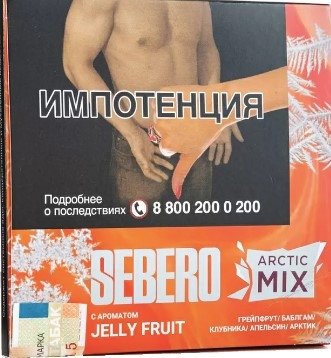 ИМПОТЕНЦИЯ
Подробнее
о последствиях 8 800 200 0 200
SEBERO
ARCTIC
MIX
С АРОМАТОМ
JELLY FRUIT
ГРЕЙПФРУТ/ БАБЛГАМ/
КЛУБНИКА/ АПЕЛЬСИН/ АРКТИК